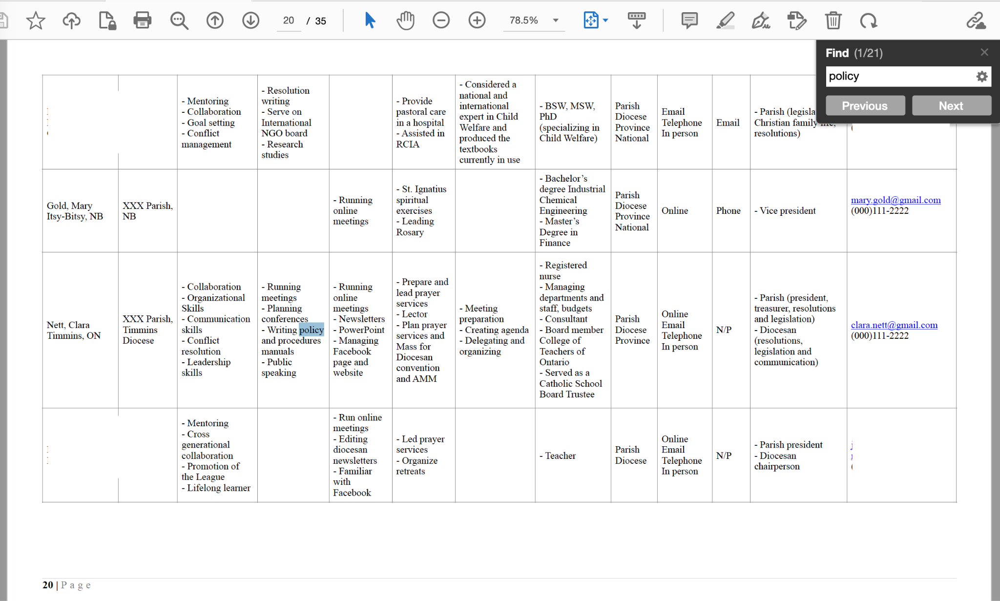 20 / 35
78.5%
Find (1/21)
policy
Previous
Next
- Mentoring
- Collaboration
- Goal setting
- Conflict
management
- Resolution
writing
- Serve on
International
NGO board
- Research
studies
- Provide
pastoral care
in a hospital
- Assisted in
RCIA
- Considered a
national and
international
expert in Child
Welfare and
produced the
textbooks
currently in use
- BSW, MSW,
PhD
(specializing in
Child Welfare)
Parish
Diocese
Province
National
Email
Telephone
In person
Email
- Parish (legisla
Christian family
resolutions)
Gold, Mary
Itsy-Bitsy, NB
XXX Parish,
NB
- Running
online
meetings
- St. Ignatius
spiritual
exercises
- Leading
Rosary
- Bachelor’s
degree Industrial
Chemical
Engineering
- Master’s
Degree in
Finance
Parish
Diocese
Province
National
Online
Phone
- Vice president
mary.gold@gmail.com
(000)111-2222
Nett, Clara
Timmins, ON
XXX Parish,
Timmins
Diocese
- Collaboration
- Organizational
Skills
- Communication
skills
- Conflict
resolution
- Leadership
skills
- Running
meetings
- Planning
conferences
- Writing policy
and procedures
manuals
- Public
speaking
- Running
online
meetings
- Newsletters
- PowerPoint
- Managing
Facebook
page and
website
- Prepare and
lead prayer
services
- Lector
- Plan prayer
services and
Mass for
Diocesan
convention
and AMM
- Meeting
preparation
- Creating agenda
- Delegating and
organizing
- Registered
nurse
- Managing
departments and
staff, budgets
- Consultant
- Board member
College of
Teachers of
Ontario
- Served as a
Catholic School
Board Trustee
Parish
Diocese
Province
Online
Email
Telephone
In person
N/P
- Parish (president,
treasurer, resolutions
and legislation)
- Diocesan
(resolutions,
legislation and
communication)
clara.nett@gmail.com
(000)111-2222
- Mentoring
- Cross
generational
collaboration
- Promotion of
the League
- Lifelong learner
- Run online
meetings
- Editing
diocesan
newsletters
- Familiar
with
Facebook
- Led prayer
services
- Organize
retreats
- Teacher
Parish
Diocese
Online
Email
Telephone
In person
N/P
- Parish president
- Diocesan
chairperson
20 | Page